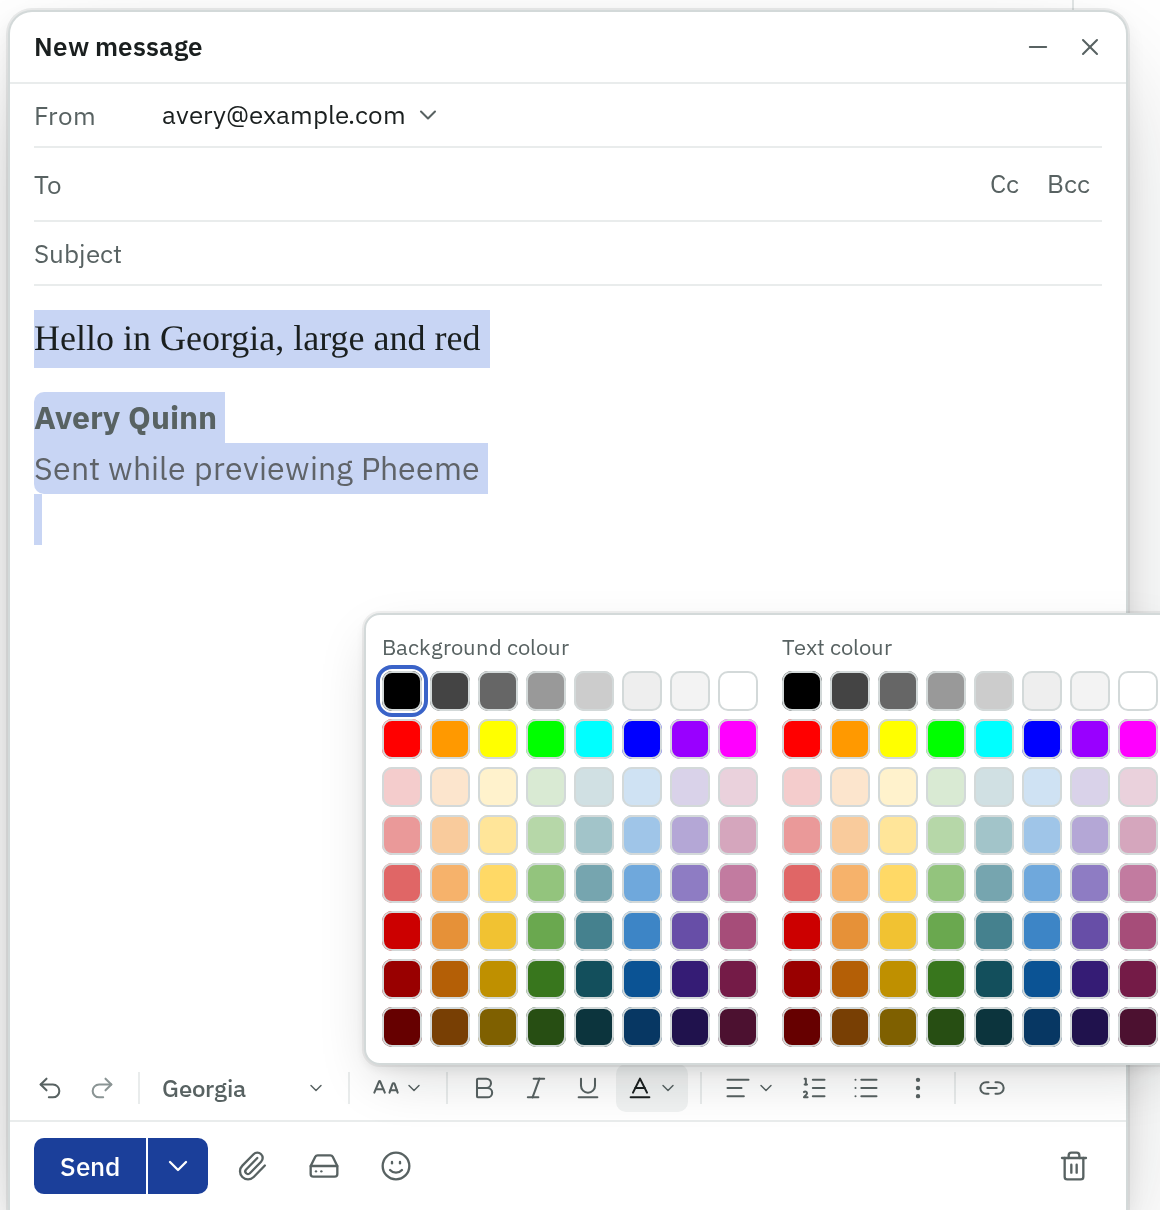 New message
From avery@example.com
To Cc Bcc
Subject
Hello in Georgia, large and red
Avery Quinn
Sent while previewing Pheeme
Background colour Text colour
Georgia AA B I U A
Send